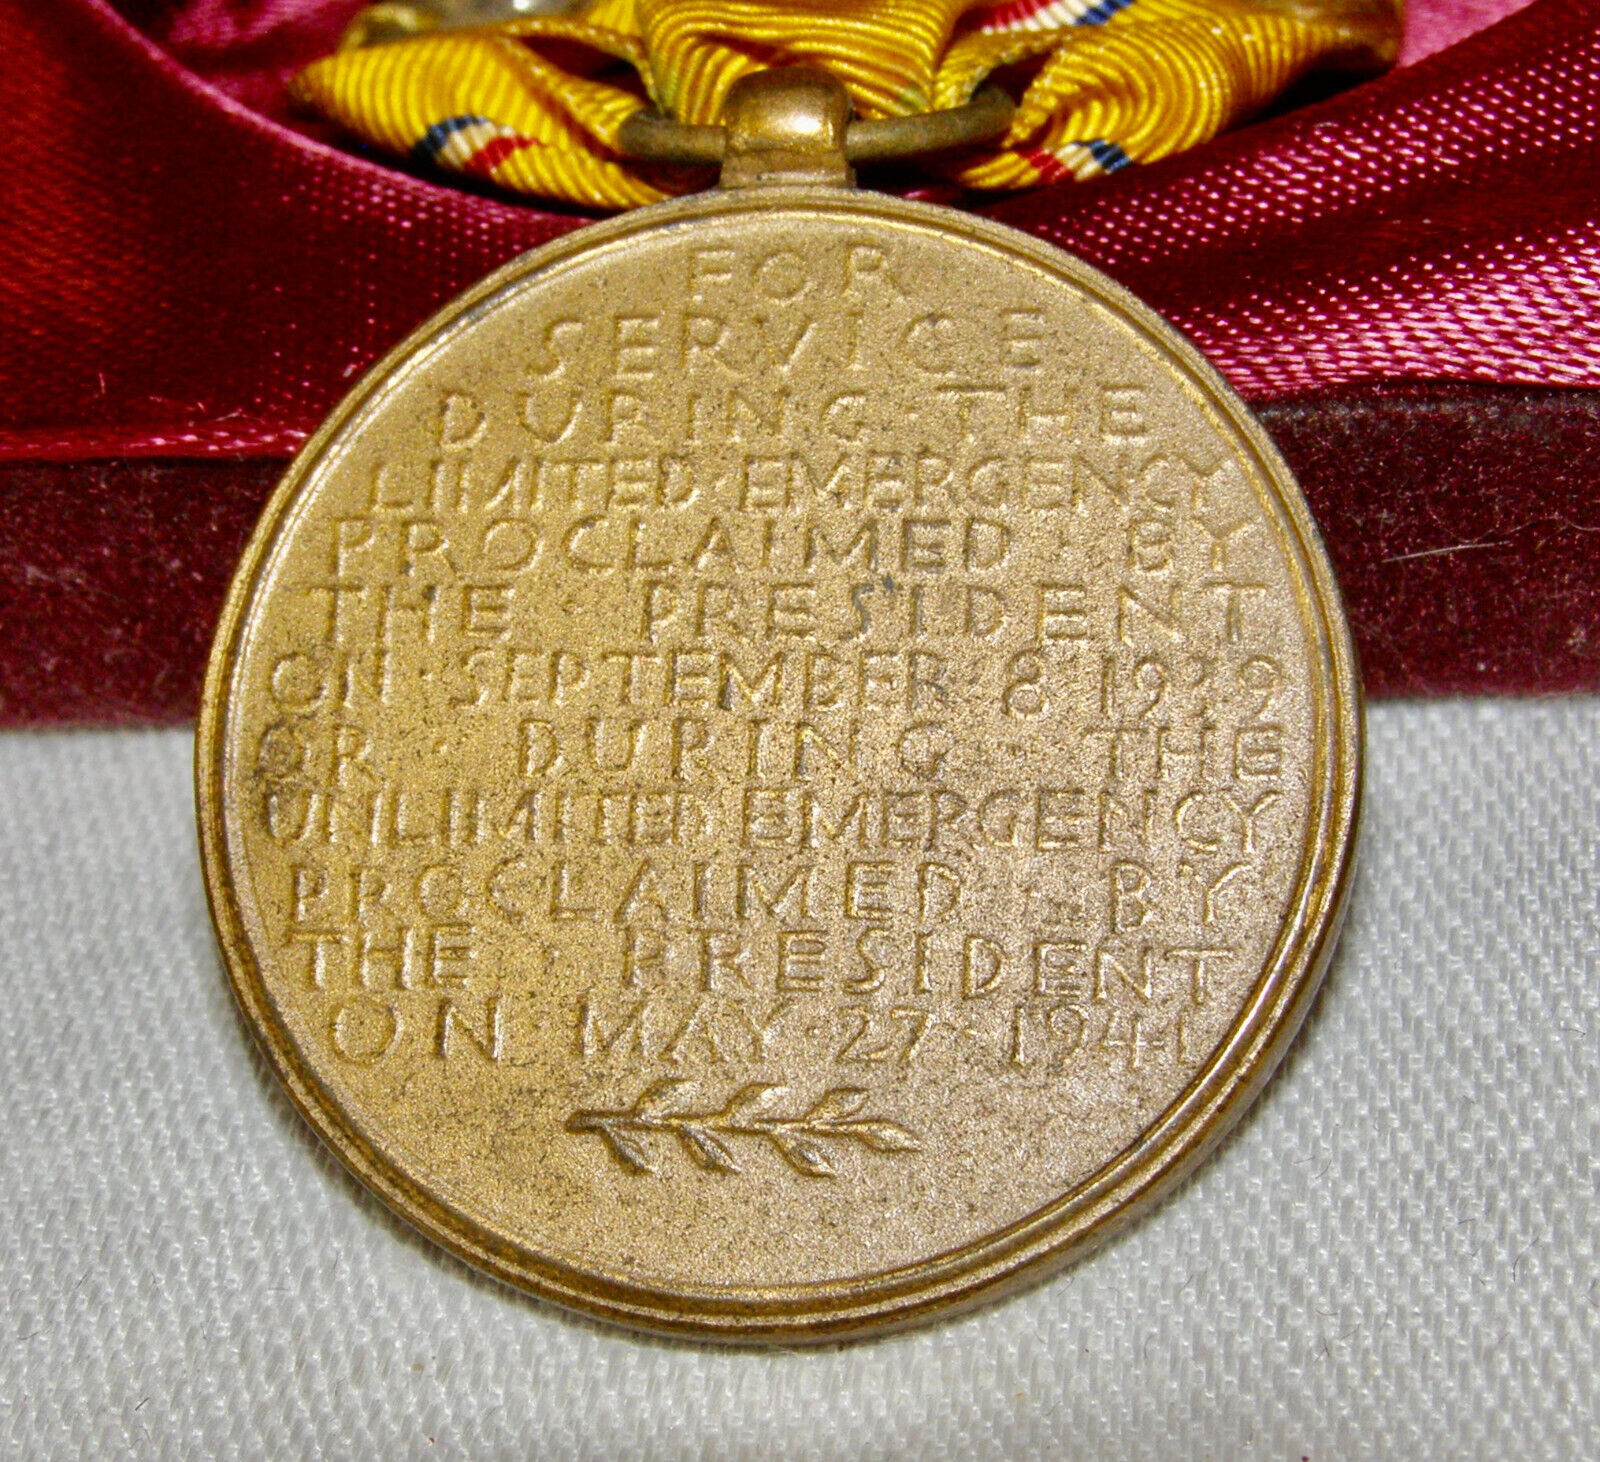 FOR
SERVICE
DURING · THE
LIMITED · EMERGENCY
PROCLAIMED · BY
THE · PRESIDENT
ON · SEPTEMBER · 8 · 1939
OR · DURING · THE
UNLIMITED EMERGENCY
PROCLAIMED · BY
THE · PRESIDENT
ON MAY · 27 · 1941